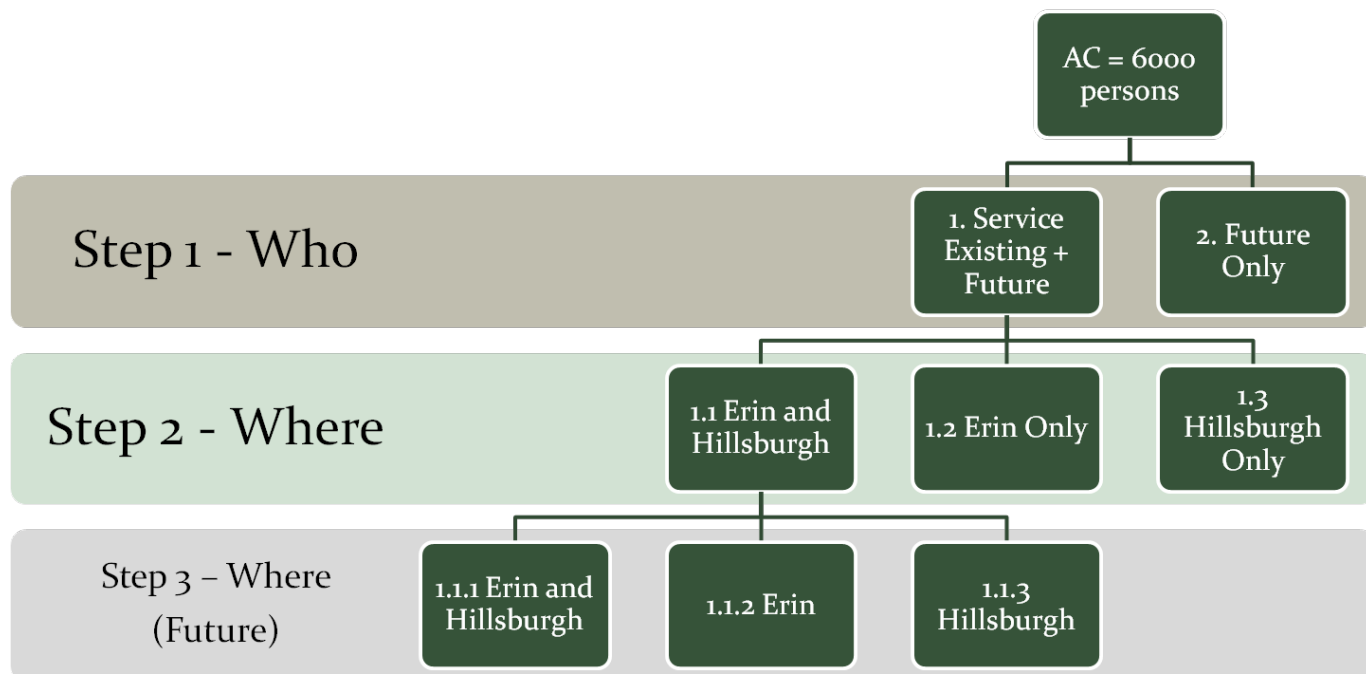 AC = 6000
persons
Step 1 - Who
1. Service
Existing +
Future
2. Future
Only
Step 2 - Where
1.1 Erin and
Hillsburgh
1.2 Erin Only
1.3
Hillsburgh
Only
Step 3 – Where
(Future)
1.1.1 Erin and
Hillsburgh
1.1.2 Erin
1.1.3
Hillsburgh